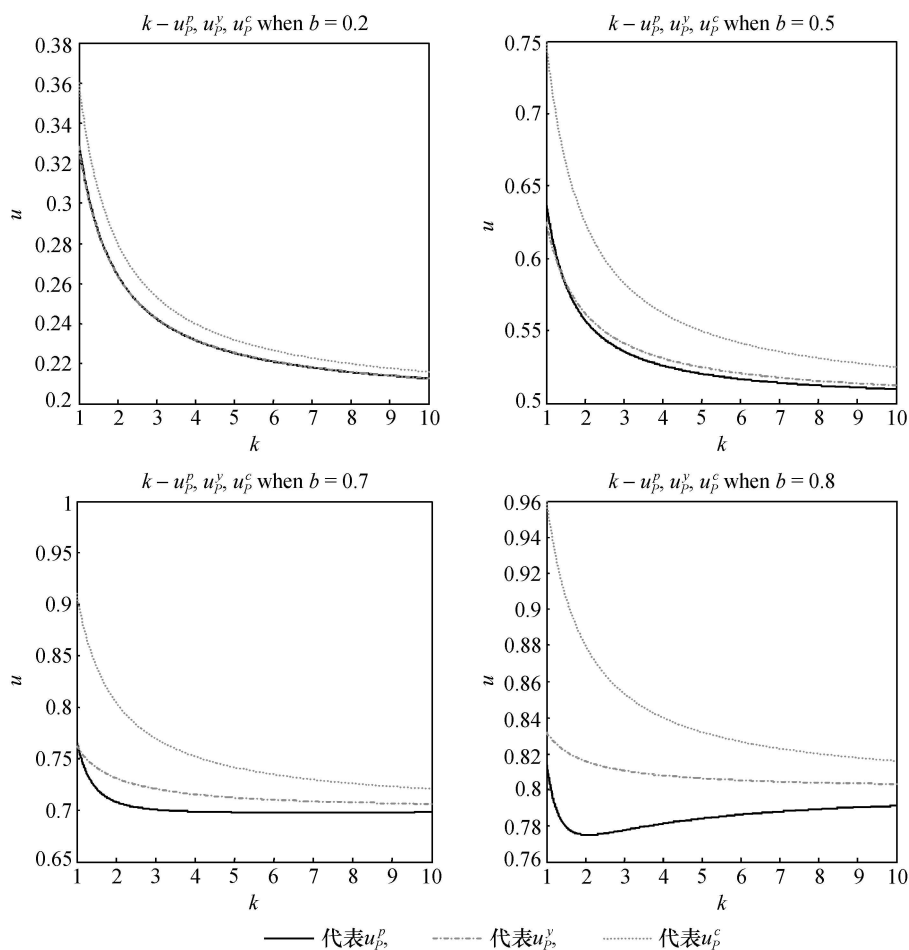 k – u_P^p, u_P^y, u_P^c when b = 0.2
0.38
0.36
0.34
0.32
0.3
0.28
0.26
0.24
0.22
0.2
u
1 2 3 4 5 6 7 8 9 10
k
k – u_P^p, u_P^y, u_P^c when b = 0.5
0.75
0.7
0.65
0.6
0.55
0.5
u
1 2 3 4 5 6 7 8 9 10
k
k – u_P^p, u_P^y, u_P^c when b = 0.7
1
0.95
0.9
0.85
0.8
0.75
0.7
0.65
u
1 2 3 4 5 6 7 8 9 10
k
k – u_P^p, u_P^y, u_P^c when b = 0.8
0.96
0.94
0.92
0.9
0.88
0.86
0.84
0.82
0.8
0.78
0.76
u
1 2 3 4 5 6 7 8 9 10
k
代表u_P^p, 代表u_P^y, 代表u_P^c